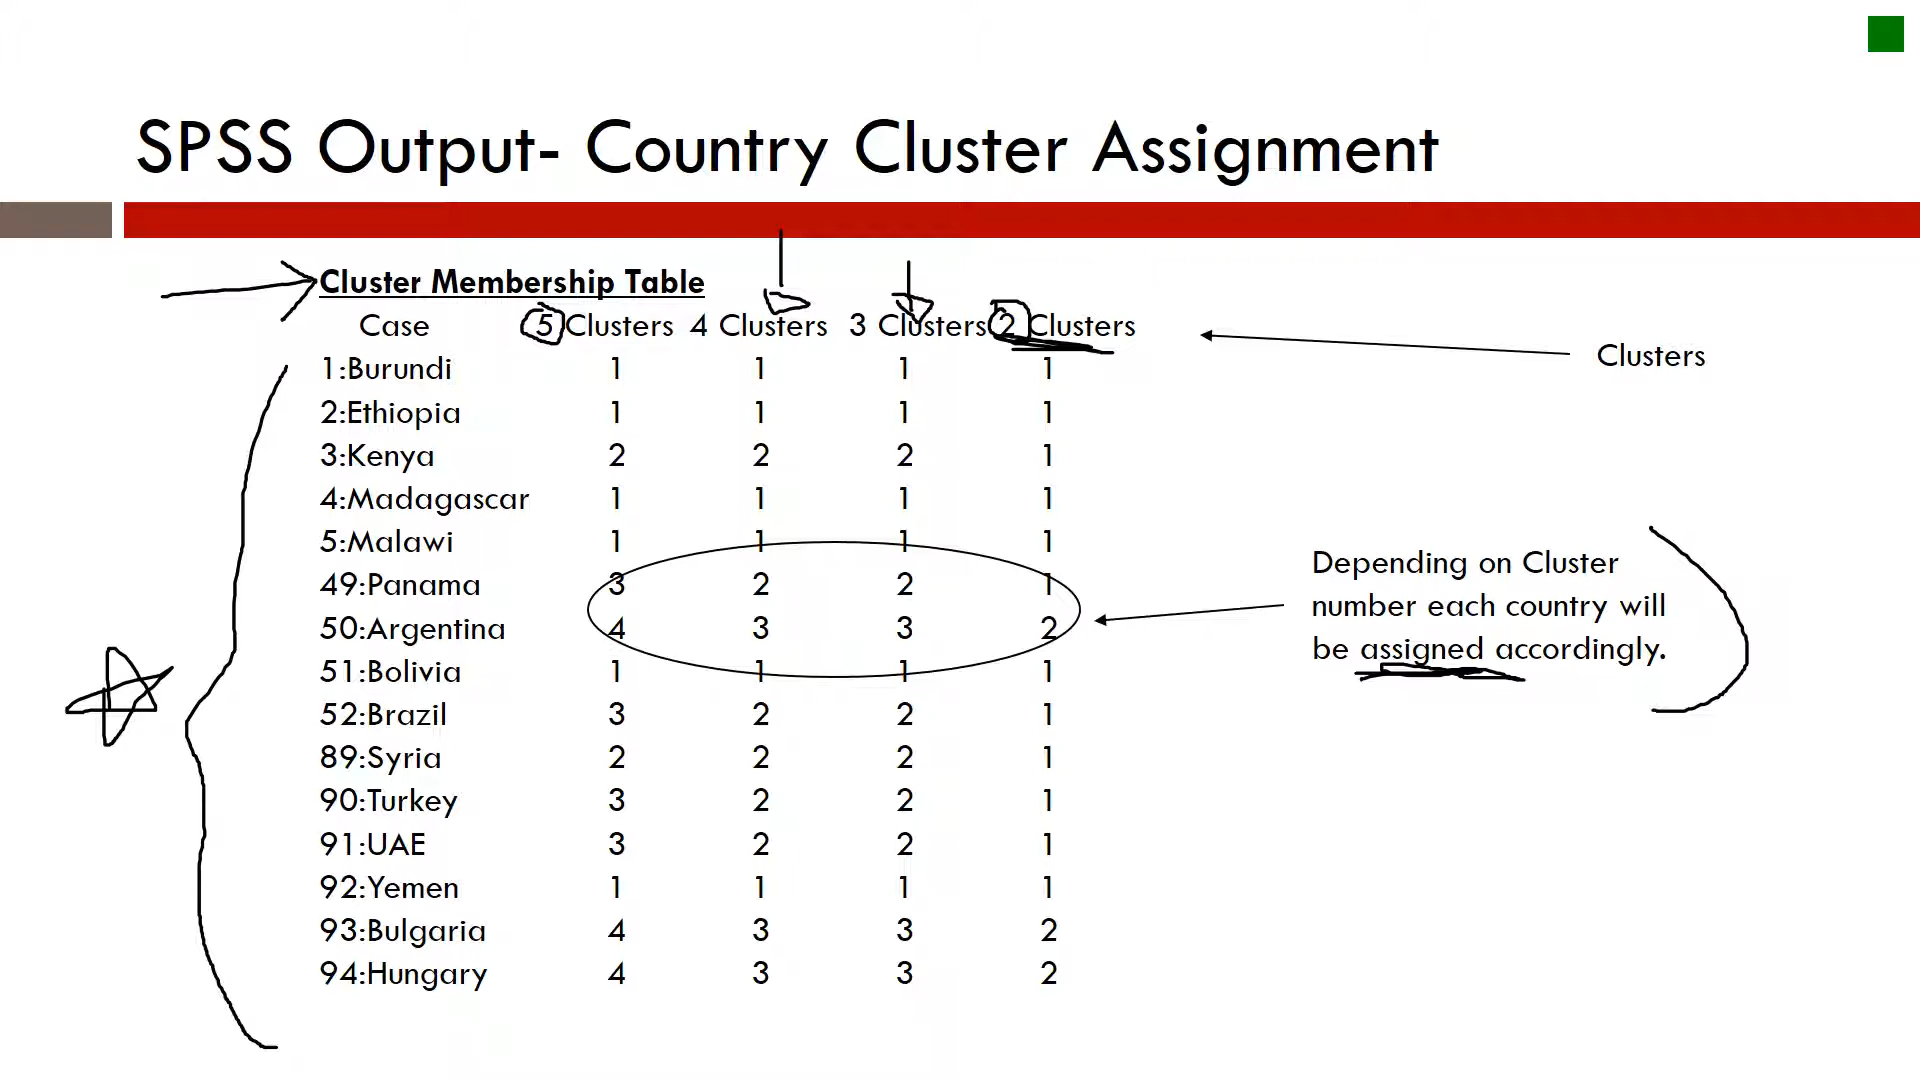 SPSS Output- Country Cluster Assignment
Cluster Membership Table
Case 5 Clusters 4 Clusters 3 Clusters 2 Clusters
Clusters
1:Burundi 1 1 1 1
2:Ethiopia 1 1 1 1
3:Kenya 2 2 2 1
4:Madagascar 1 1 1 1
5:Malawi 1 1 1 1
49:Panama 3 2 2 1
50:Argentina 4 3 3 2
51:Bolivia 1 1 1 1
52:Brazil 3 2 2 1
89:Syria 2 2 2 1
90:Turkey 3 2 2 1
91:UAE 3 2 2 1
92:Yemen 1 1 1 1
93:Bulgaria 4 3 3 2
94:Hungary 4 3 3 2
Depending on Cluster
number each country will
be assigned accordingly.